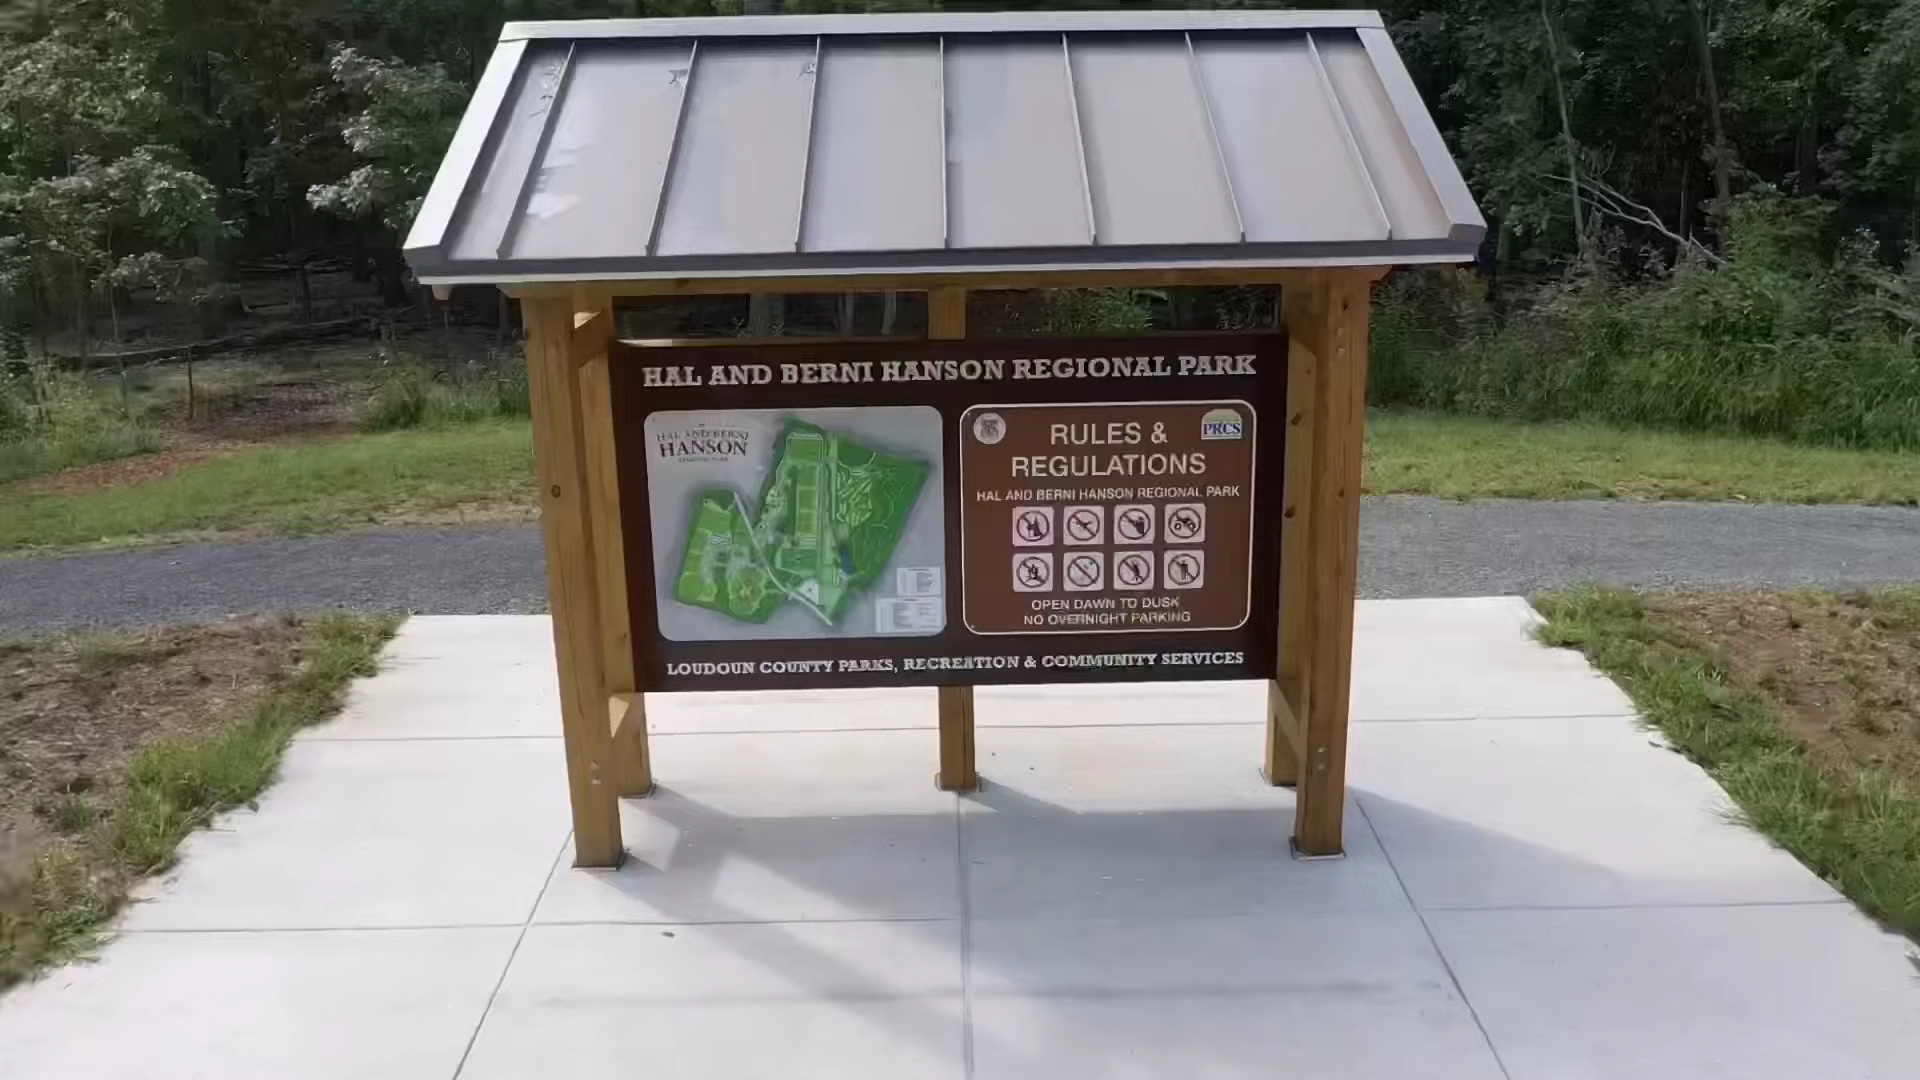 HAL AND BERNI HANSON REGIONAL PARK
HAL AND BERNI
HANSON
RULES &
REGULATIONS
PRCS
HAL AND BERNI HANSON REGIONAL PARK
OPEN DAWN TO DUSK
NO OVERNIGHT PARKING
LOUDOUN COUNTY PARKS, RECREATION & COMMUNITY SERVICES